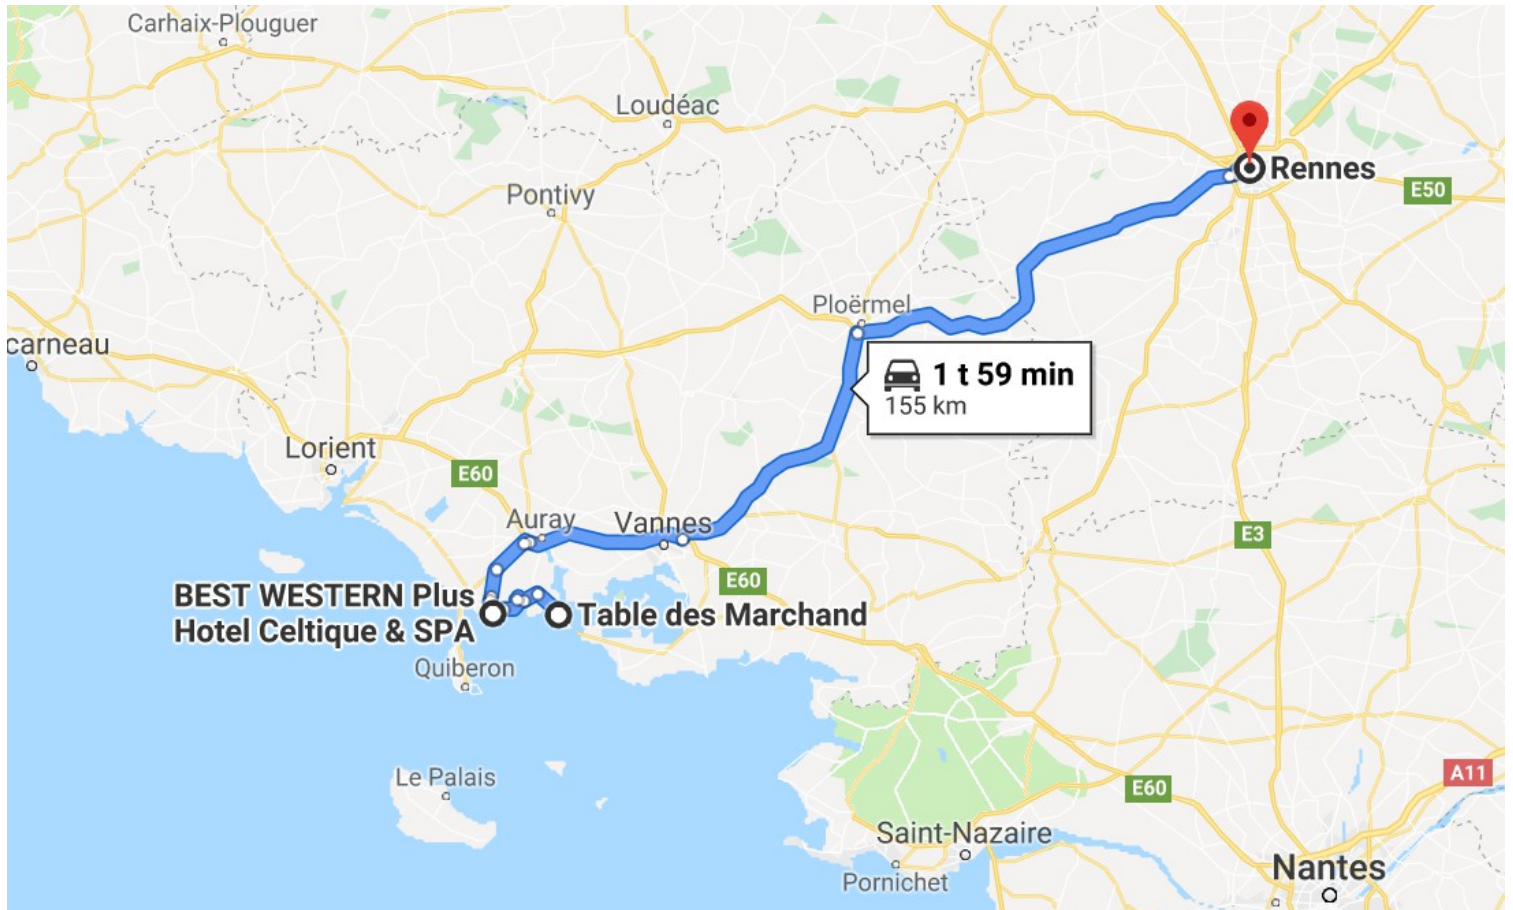 Carhaix-Plouguer
Loudéac
Rennes
E50
Pontivy
Ploërmel
carneau
1 t 59 min
155 km
Lorient
E60
Auray
Vannes
E3
E60
BEST WESTERN Plus
Hotel Celtique & SPA
Table des Marchand
Quiberon
Le Palais
A11
E60
Saint-Nazaire
Pornichet
Nantes